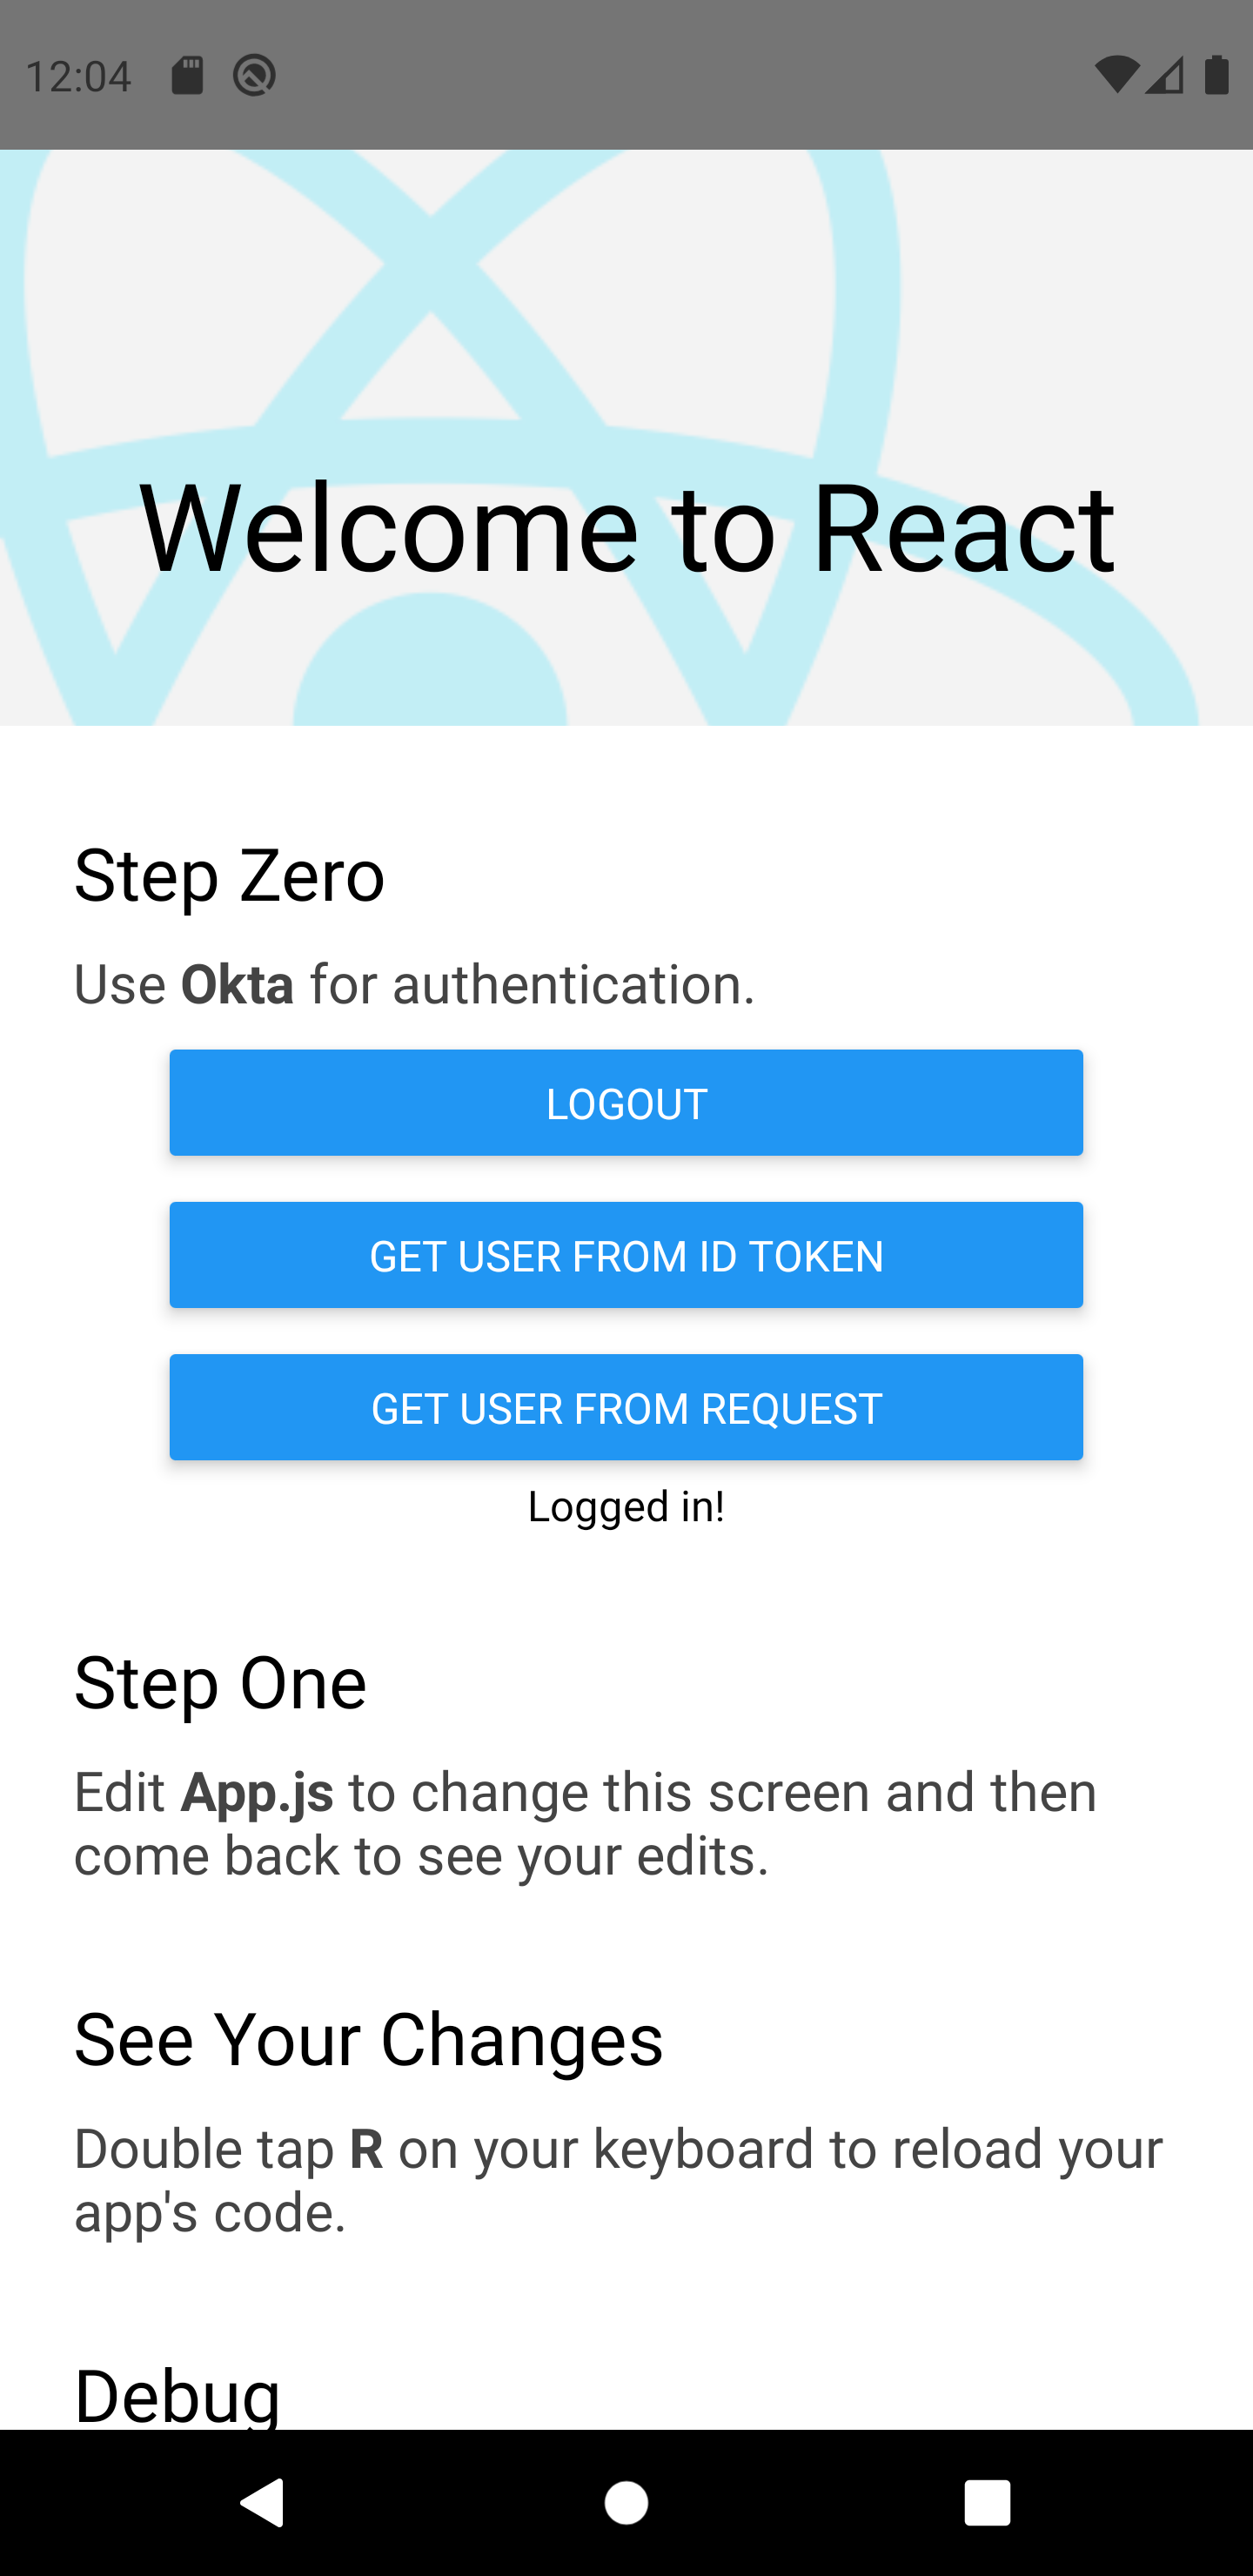 12:04
Welcome to React
Step Zero
Use Okta for authentication.
LOGOUT
GET USER FROM ID TOKEN
GET USER FROM REQUEST
Logged in!
Step One
Edit App.js to change this screen and then
come back to see your edits.
See Your Changes
Double tap R on your keyboard to reload your
app's code.
Debug